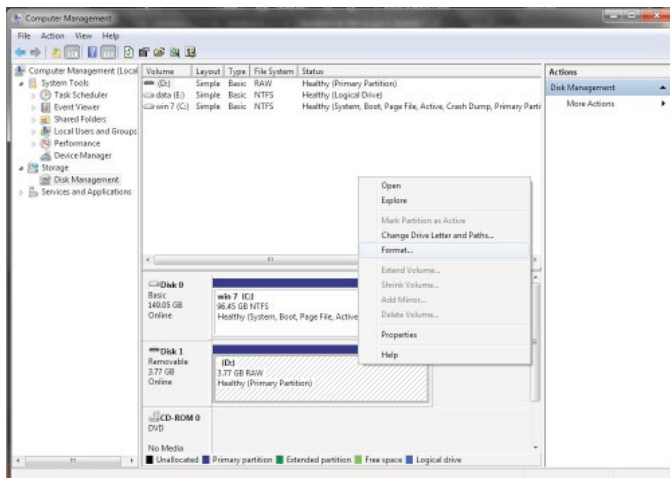 Computer Management
File Action View Help
Computer Management (Local
System Tools
Task Scheduler
Event Viewer
Shared Folders
Local Users and Groups
Performance
Device Manager
Storage
Disk Management
Services and Applications
Volume Layout Type File System Status
(D:) Simple Basic RAW Healthy (Primary Partition)
data (E:) Simple Basic NTFS Healthy (Logical Drive)
win 7 (C:) Simple Basic NTFS Healthy (System, Boot, Page File, Active, Crash Dump, Primary Parti
Actions
Disk Management
More Actions
Open
Explore
Mark Partition as Active
Change Drive Letter and Paths...
Format...
Extend Volume...
Shrink Volume...
Add Mirror...
Delete Volume...
Properties
Help
Disk 0
Basic
149.05 GB
Online
win 7 (C:)
96.45 GB NTFS
Healthy (System, Boot, Page File, Active
Disk 1
Removable
3.77 GB
Online
(D:)
3.77 GB RAW
Healthy (Primary Partition)
CD-ROM 0
DVD
No Media
Unallocated Primary partition Extended partition Free space Logical drive